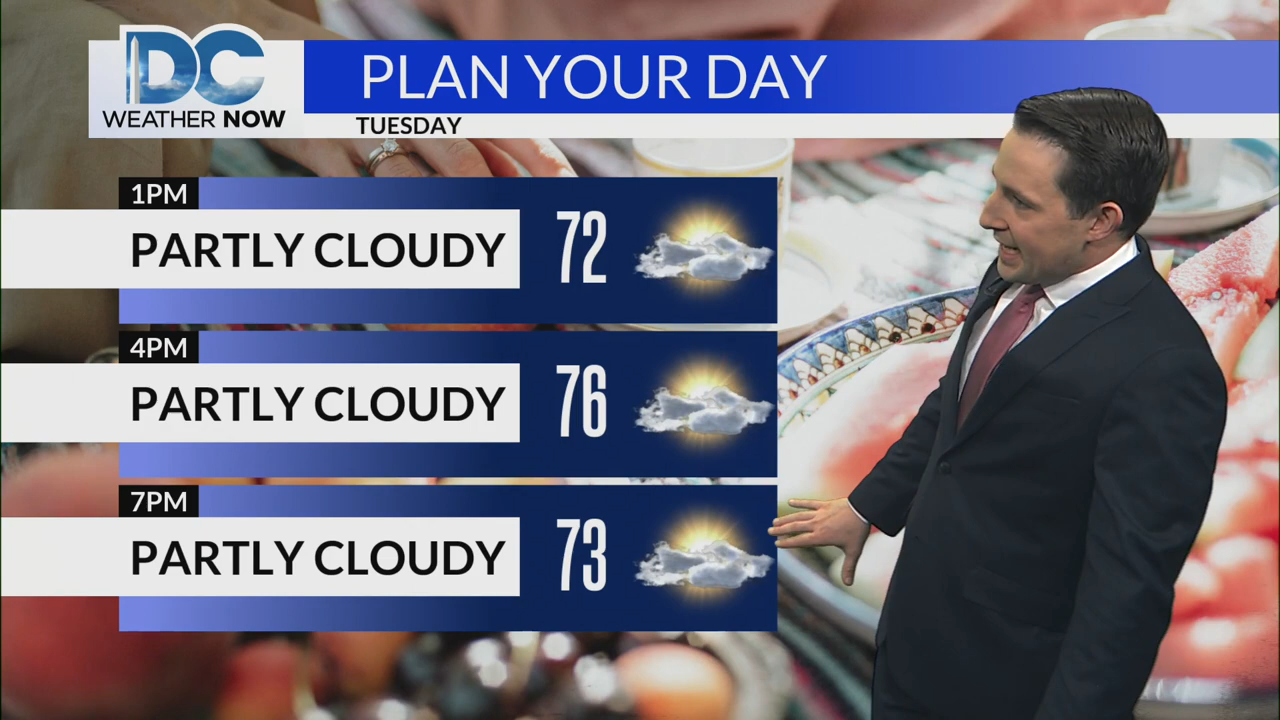 DC
WEATHER NOW
PLAN YOUR DAY
TUESDAY
1PM
PARTLY CLOUDY 72
4PM
PARTLY CLOUDY 76
7PM
PARTLY CLOUDY 73